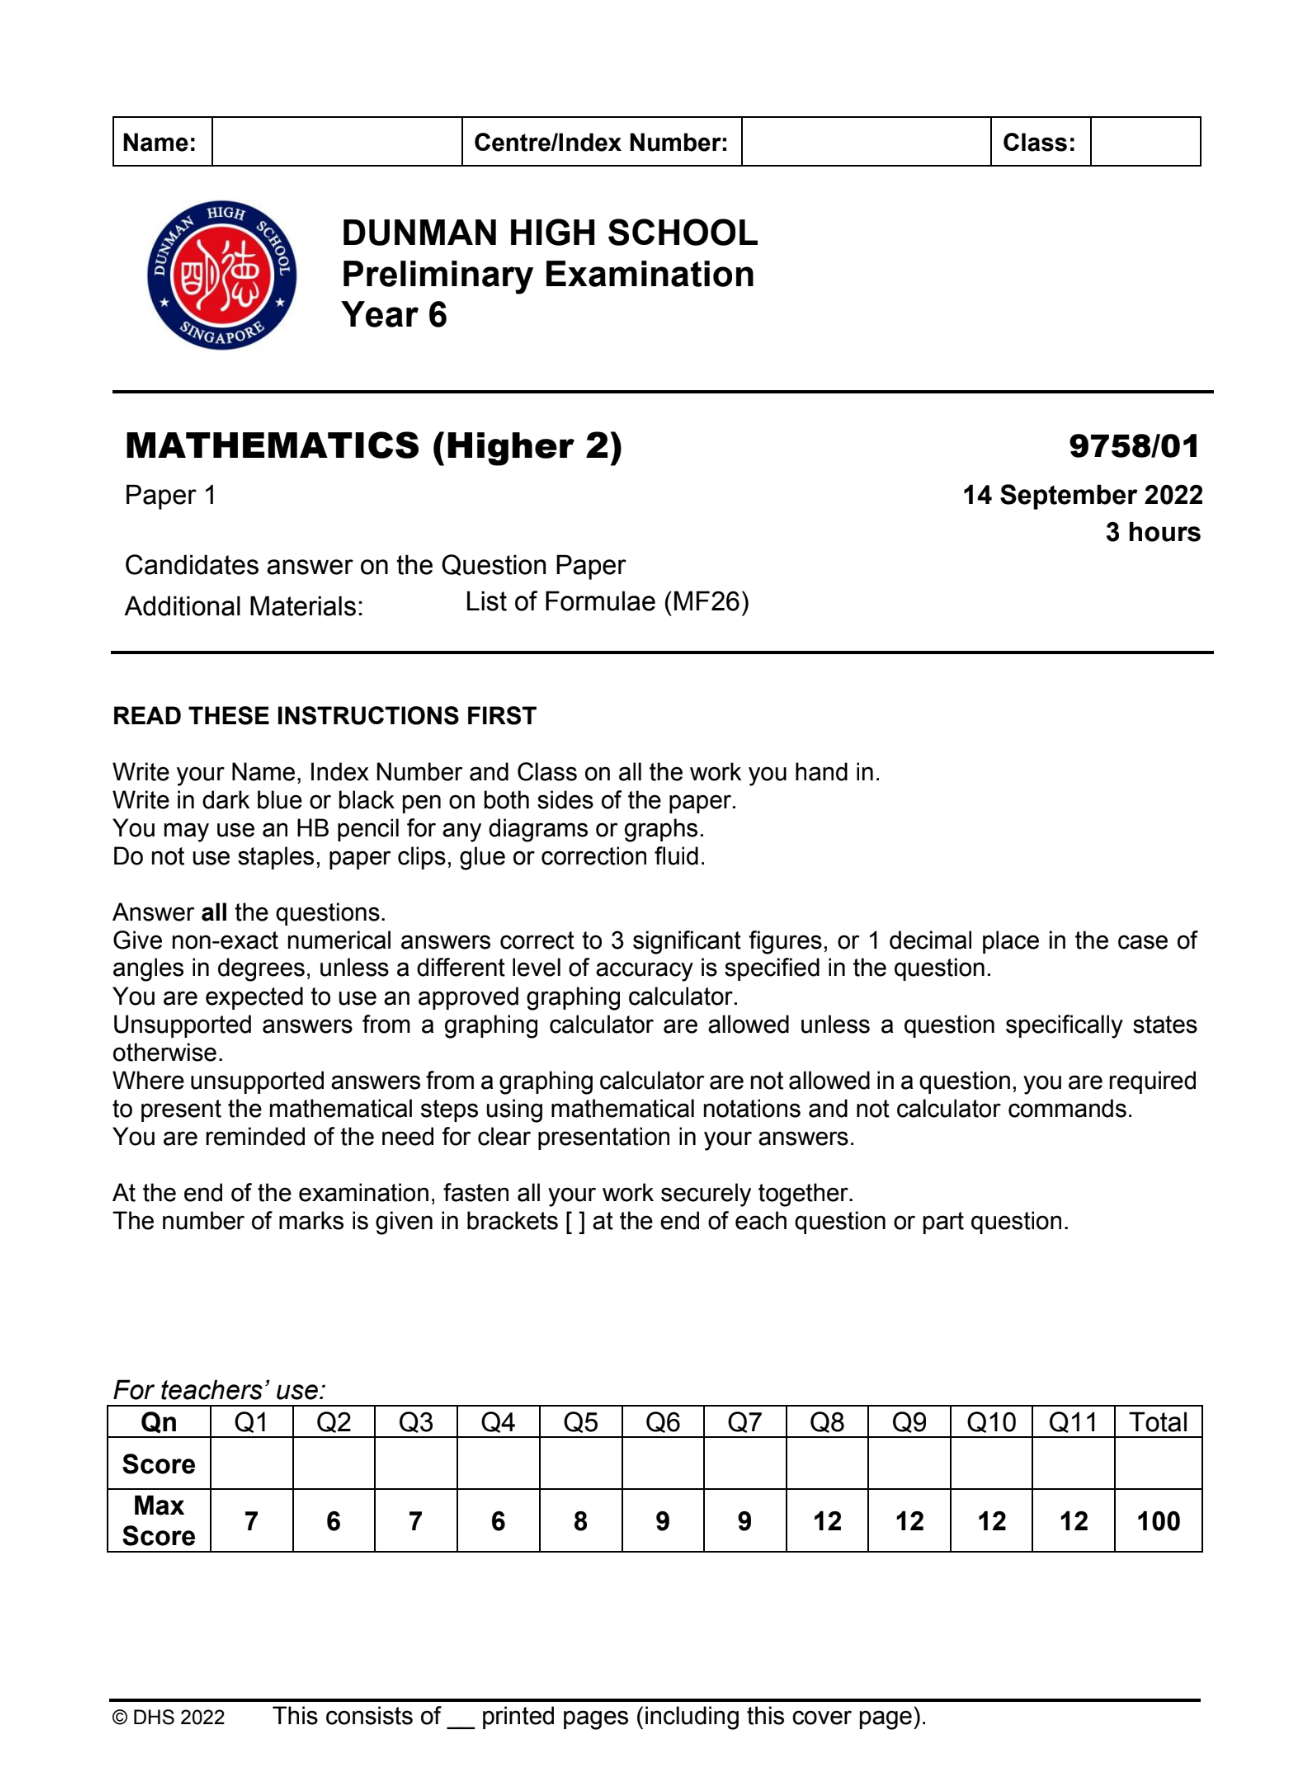 Name: Centre/Index Number: Class:
DUNMAN HIGH SCHOOL
SINGAPORE
DUNMAN HIGH SCHOOL
Preliminary Examination
Year 6
MATHEMATICS (Higher 2) 9758/01
Paper 1 14 September 2022
3 hours
Candidates answer on the Question Paper
Additional Materials: List of Formulae (MF26)
READ THESE INSTRUCTIONS FIRST
Write your Name, Index Number and Class on all the work you hand in.
Write in dark blue or black pen on both sides of the paper.
You may use an HB pencil for any diagrams or graphs.
Do not use staples, paper clips, glue or correction fluid.
Answer all the questions.
Give non-exact numerical answers correct to 3 significant figures, or 1 decimal place in the case of
angles in degrees, unless a different level of accuracy is specified in the question.
You are expected to use an approved graphing calculator.
Unsupported answers from a graphing calculator are allowed unless a question specifically states
otherwise.
Where unsupported answers from a graphing calculator are not allowed in a question, you are required
to present the mathematical steps using mathematical notations and not calculator commands.
You are reminded of the need for clear presentation in your answers.
At the end of the examination, fasten all your work securely together.
The number of marks is given in brackets [ ] at the end of each question or part question.
For teachers' use:
Qn Q1 Q2 Q3 Q4 Q5 Q6 Q7 Q8 Q9 Q10 Q11 Total
Score
Max Score 7 6 7 6 8 9 9 12 12 12 12 100
© DHS 2022 This consists of __ printed pages (including this cover page).